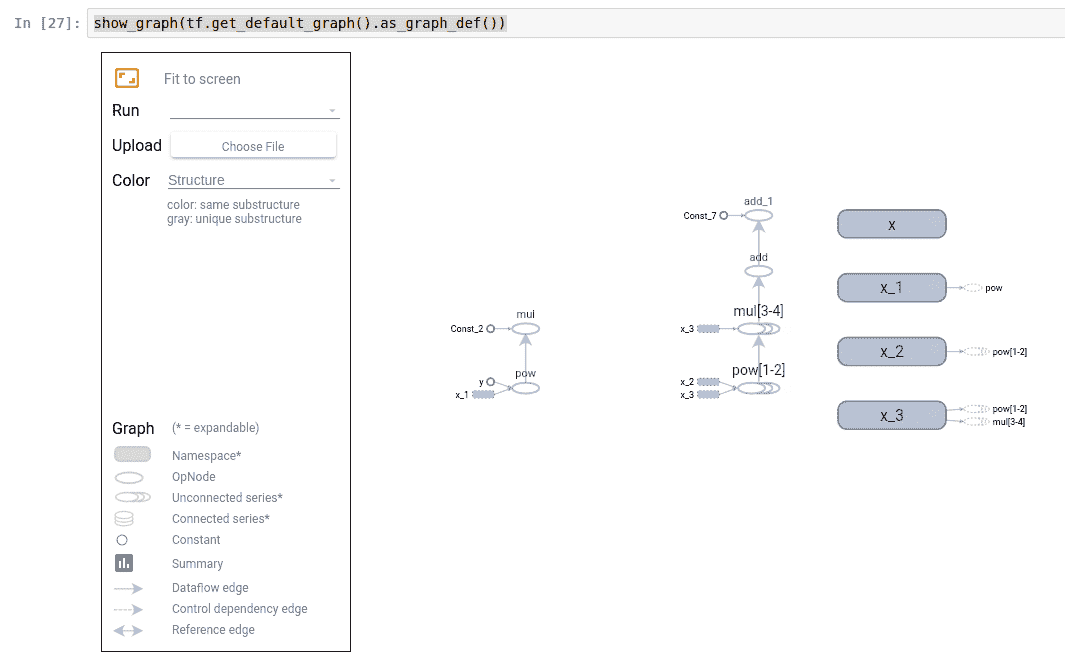 In [27]: show_graph(tf.get_default_graph().as_graph_def())
Fit to screen
Run
Upload Choose File
Color Structure
color: same substructure
gray: unique substructure
Graph (* = expandable)
Namespace*
OpNode
Unconnected series*
Connected series*
Constant
Summary
Dataflow edge
Control dependency edge
Reference edge
mul
Const_2
pow
y
x_1
add_1
Const_7
add
mul[3-4]
x_3
pow[1-2]
x_2
x_3
x
x_1 pow
x_2 pow[1-2]
x_3 pow[1-2]
mul[3-4]